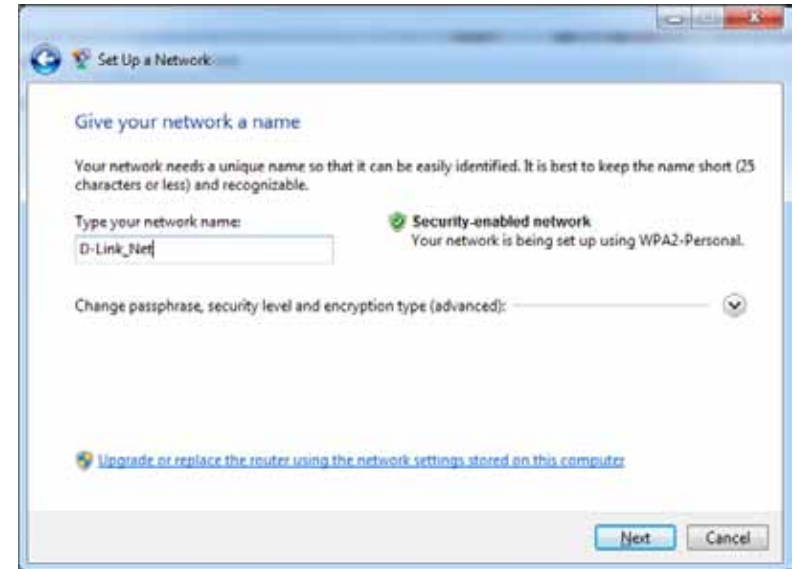 Set Up a Network
Give your network a name
Your network needs a unique name so that it can be easily identified. It is best to keep the name short (25
characters or less) and recognizable.
Type your network name:
D-Link_Net
Security-enabled network
Your network is being set up using WPA2-Personal.
Change passphrase, security level and encryption type (advanced):
Upgrade or replace the router using the network settings stored on this computer
Next
Cancel